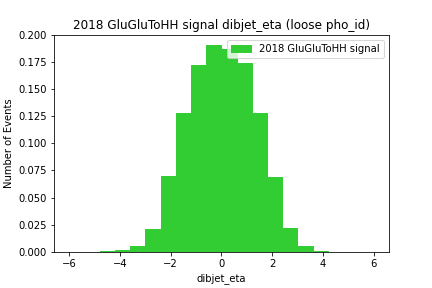 2018 GluGluToHH signal dibjet_eta (loose pho_id)
2018 GluGluToHH signal
Number of Events
0.200
0.175
0.150
0.125
0.100
0.075
0.050
0.025
0.000
−6 −4 −2 0 2 4 6
dibjet_eta